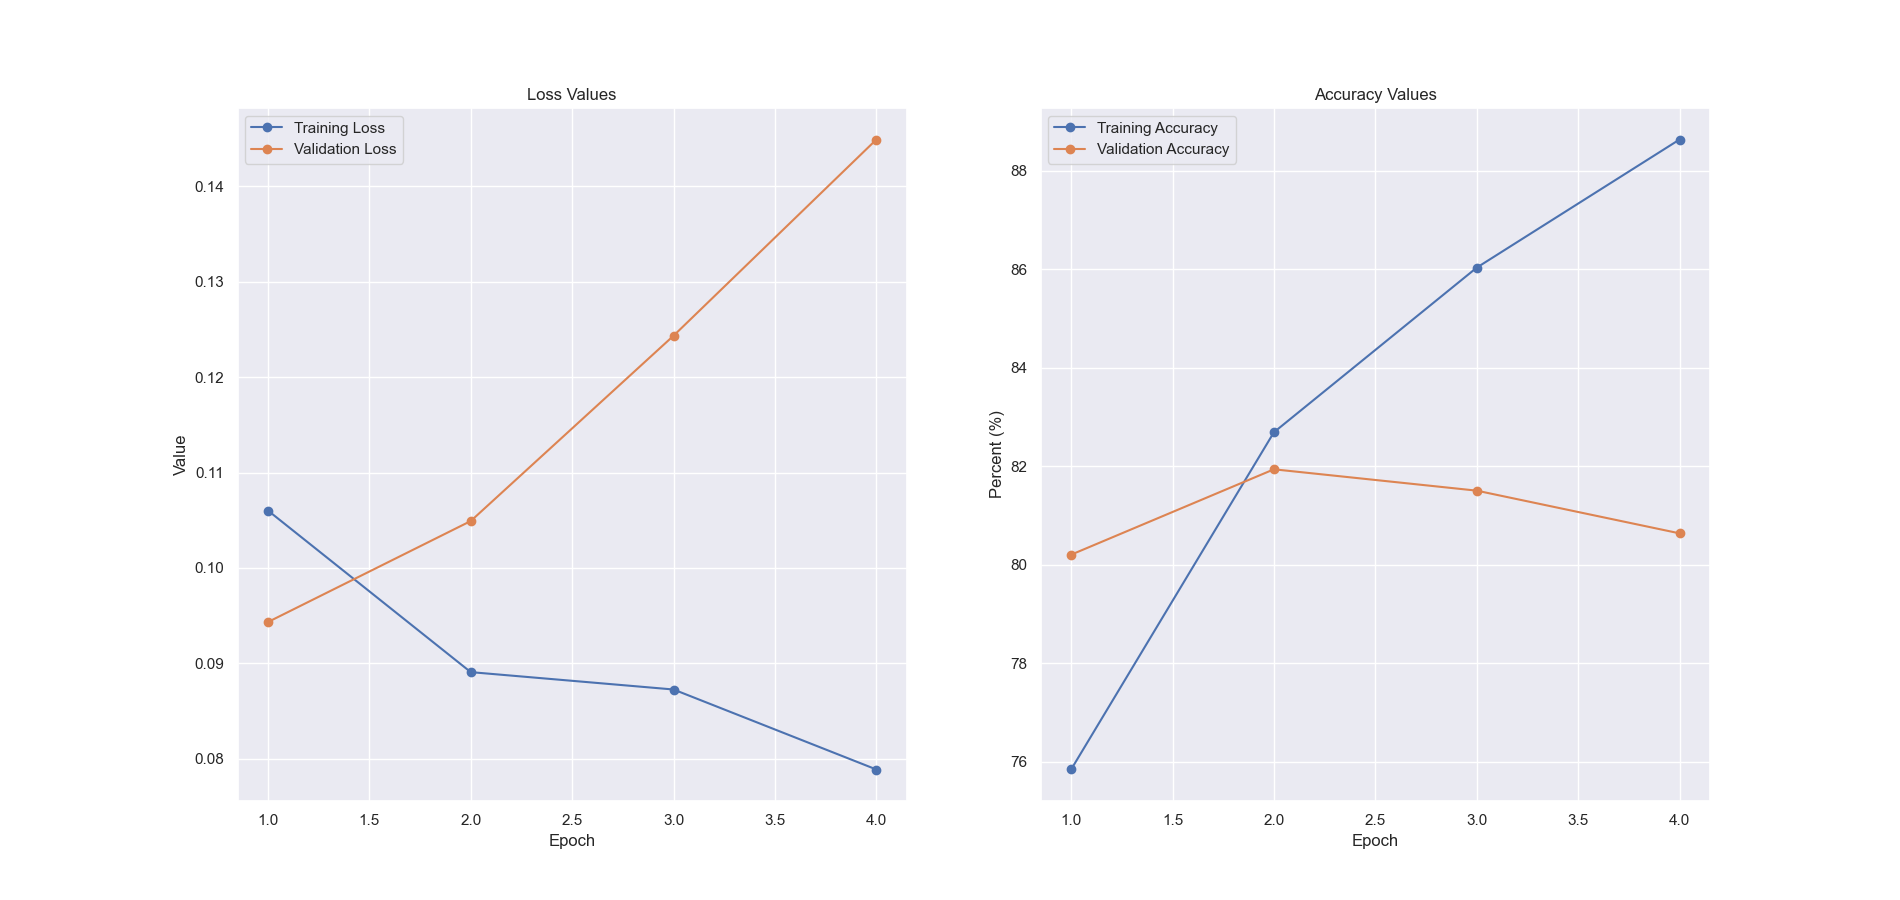 Loss Values
Training Loss
Validation Loss
0.14
0.13
0.12
0.11
0.10
0.09
0.08
Value
1.0 1.5 2.0 2.5 3.0 3.5 4.0
Epoch
Accuracy Values
Training Accuracy
Validation Accuracy
88
86
84
82
80
78
76
Percent (%)
1.0 1.5 2.0 2.5 3.0 3.5 4.0
Epoch